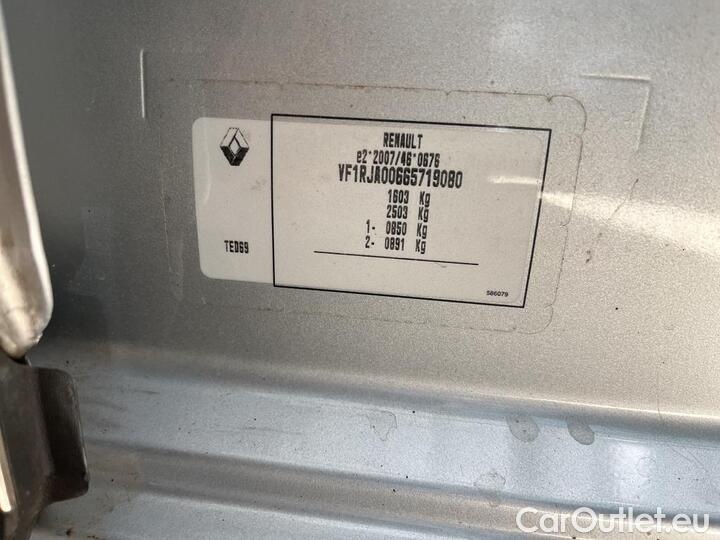 RENAULT
e2*2007/46*0676
VF1RJA00665719080
1603 Kg
2503 Kg
1- 0850 Kg
2- 0891 Kg
TED69
586079
CarOutlet.eu